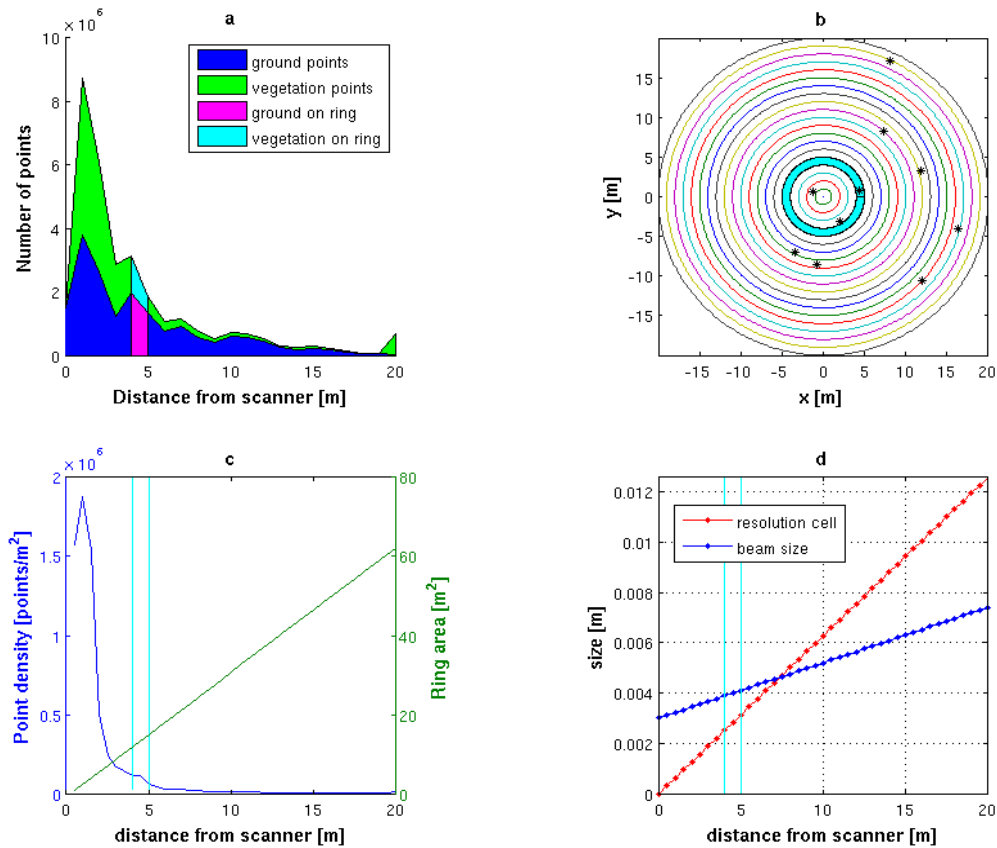 a
× 10^6
10
8
6
4
2
0
Number of points
ground points
vegetation points
ground on ring
vegetation on ring
0 5 10 15 20
Distance from scanner [m]
b
15
10
5
0
-5
-10
-15
y [m]
-15 -10 -5 0 5 10 15 20
x [m]
c
× 10^6
2
1.5
1
0.5
0
Point density [points/m²]
80
60
40
20
0
Ring area [m²]
0 5 10 15 20
distance from scanner [m]
d
0.012
0.01
0.008
0.006
0.004
0.002
0
size [m]
resolution cell
beam size
0 5 10 15 20
distance from scanner [m]